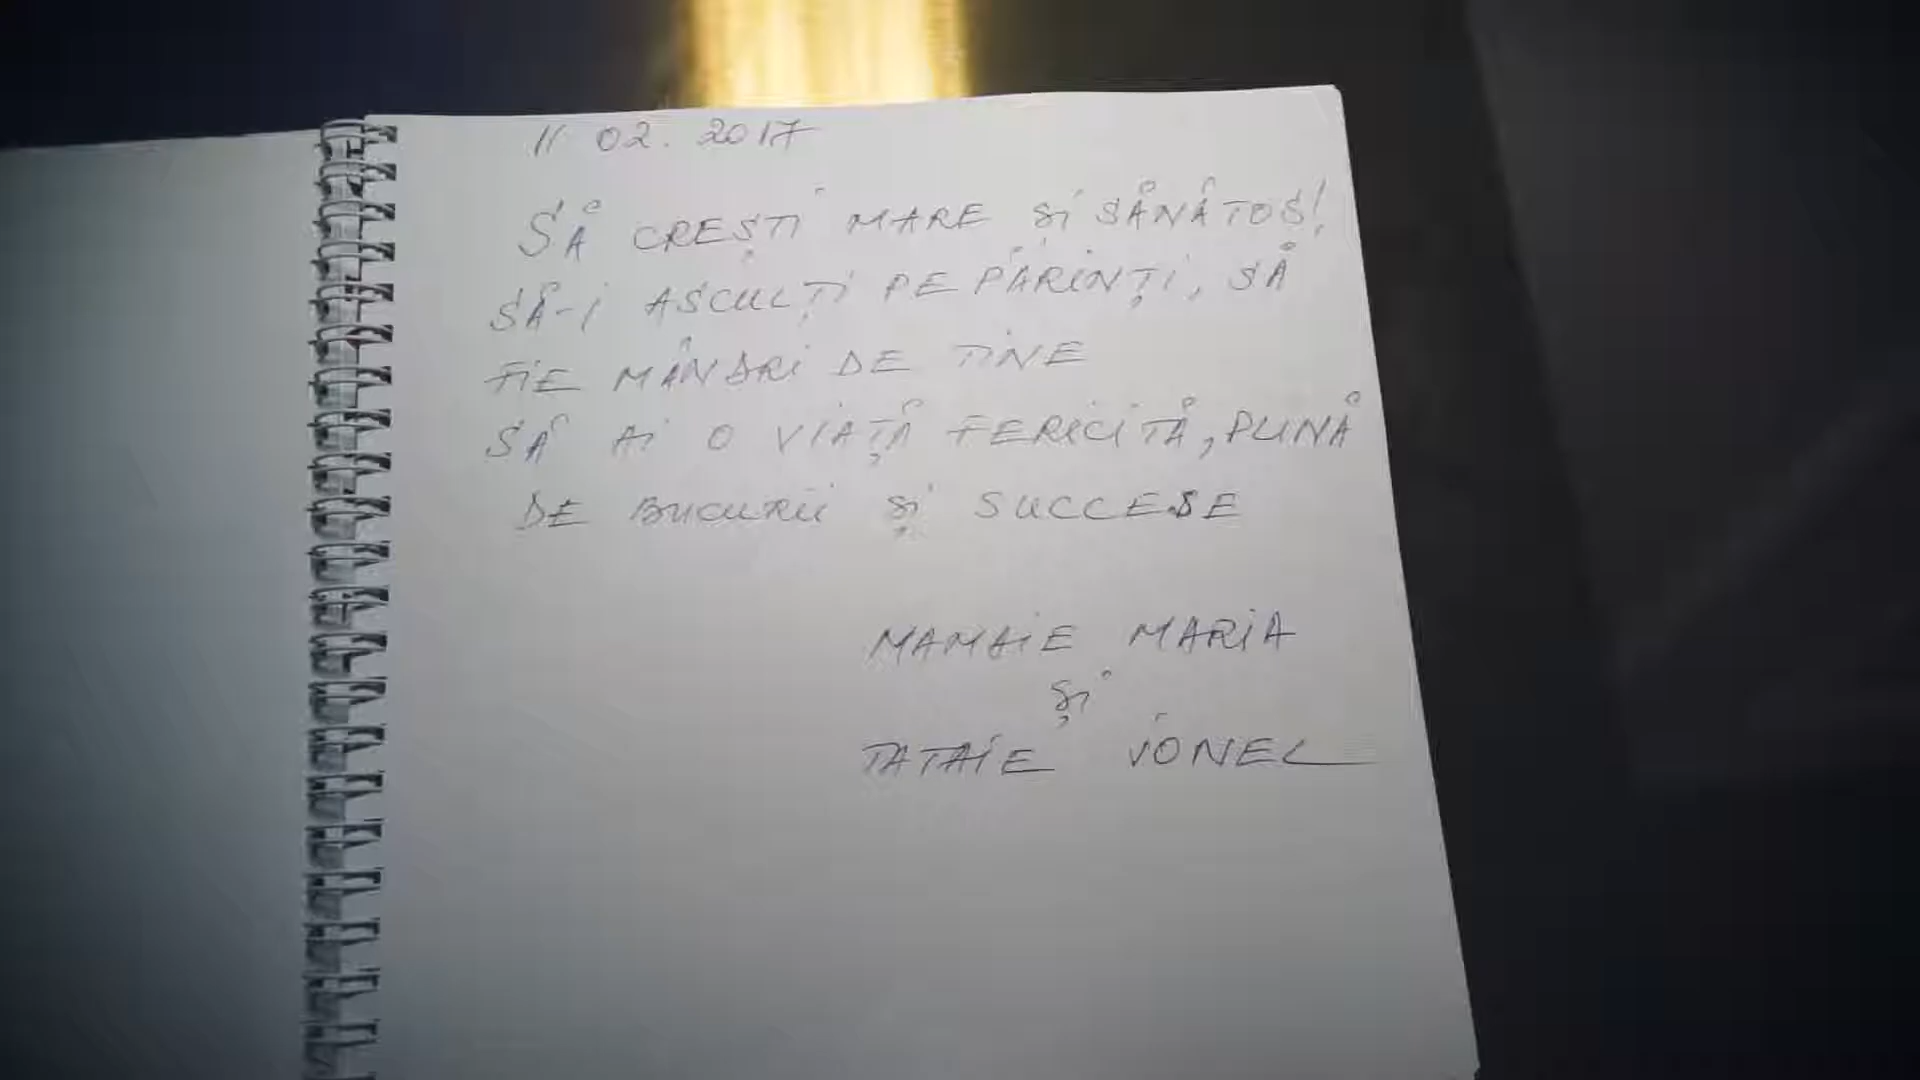 11 02. 2017
SĂ CREȘTI MARE și SĂNĂTOS!
SĂ-i ASCULȚI PE PĂRINȚI, SĂ
FIE MÂNDRI DE TINE
SĂ AI O VIAȚĂ FERICITĂ, PLINĂ
DE BUCURII și SUCCESE
MAMAIE MARIA
și
TATAIE IONEL